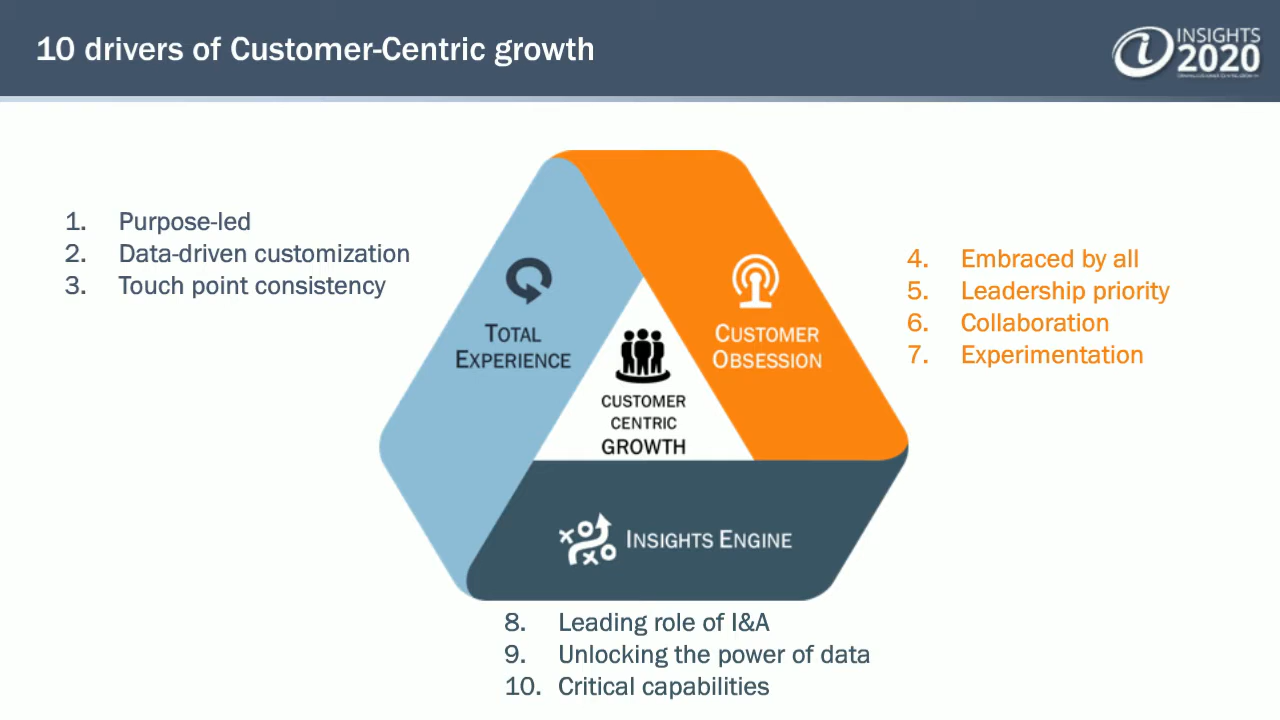 10 drivers of Customer-Centric growth
INSIGHTS
2020
1. Purpose-led
2. Data-driven customization
3. Touch point consistency
4. Embraced by all
5. Leadership priority
6. Collaboration
7. Experimentation
TOTAL
EXPERIENCE
CUSTOMER
OBSESSION
CUSTOMER
CENTRIC
GROWTH
INSIGHTS ENGINE
8. Leading role of I&A
9. Unlocking the power of data
10. Critical capabilities